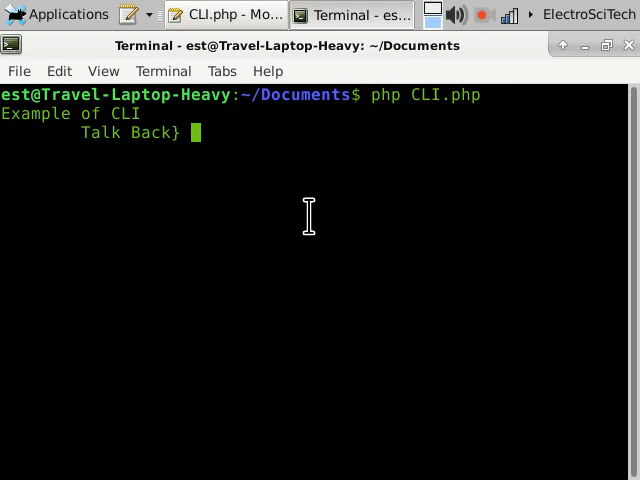 Applications CLI.php - Mo... Terminal - es... ElectroSciTech
Terminal - est@Travel-Laptop-Heavy: ~/Documents
File Edit View Terminal Tabs Help
est@Travel-Laptop-Heavy:~/Documents$ php CLI.php
Example of CLI
Talk Back}